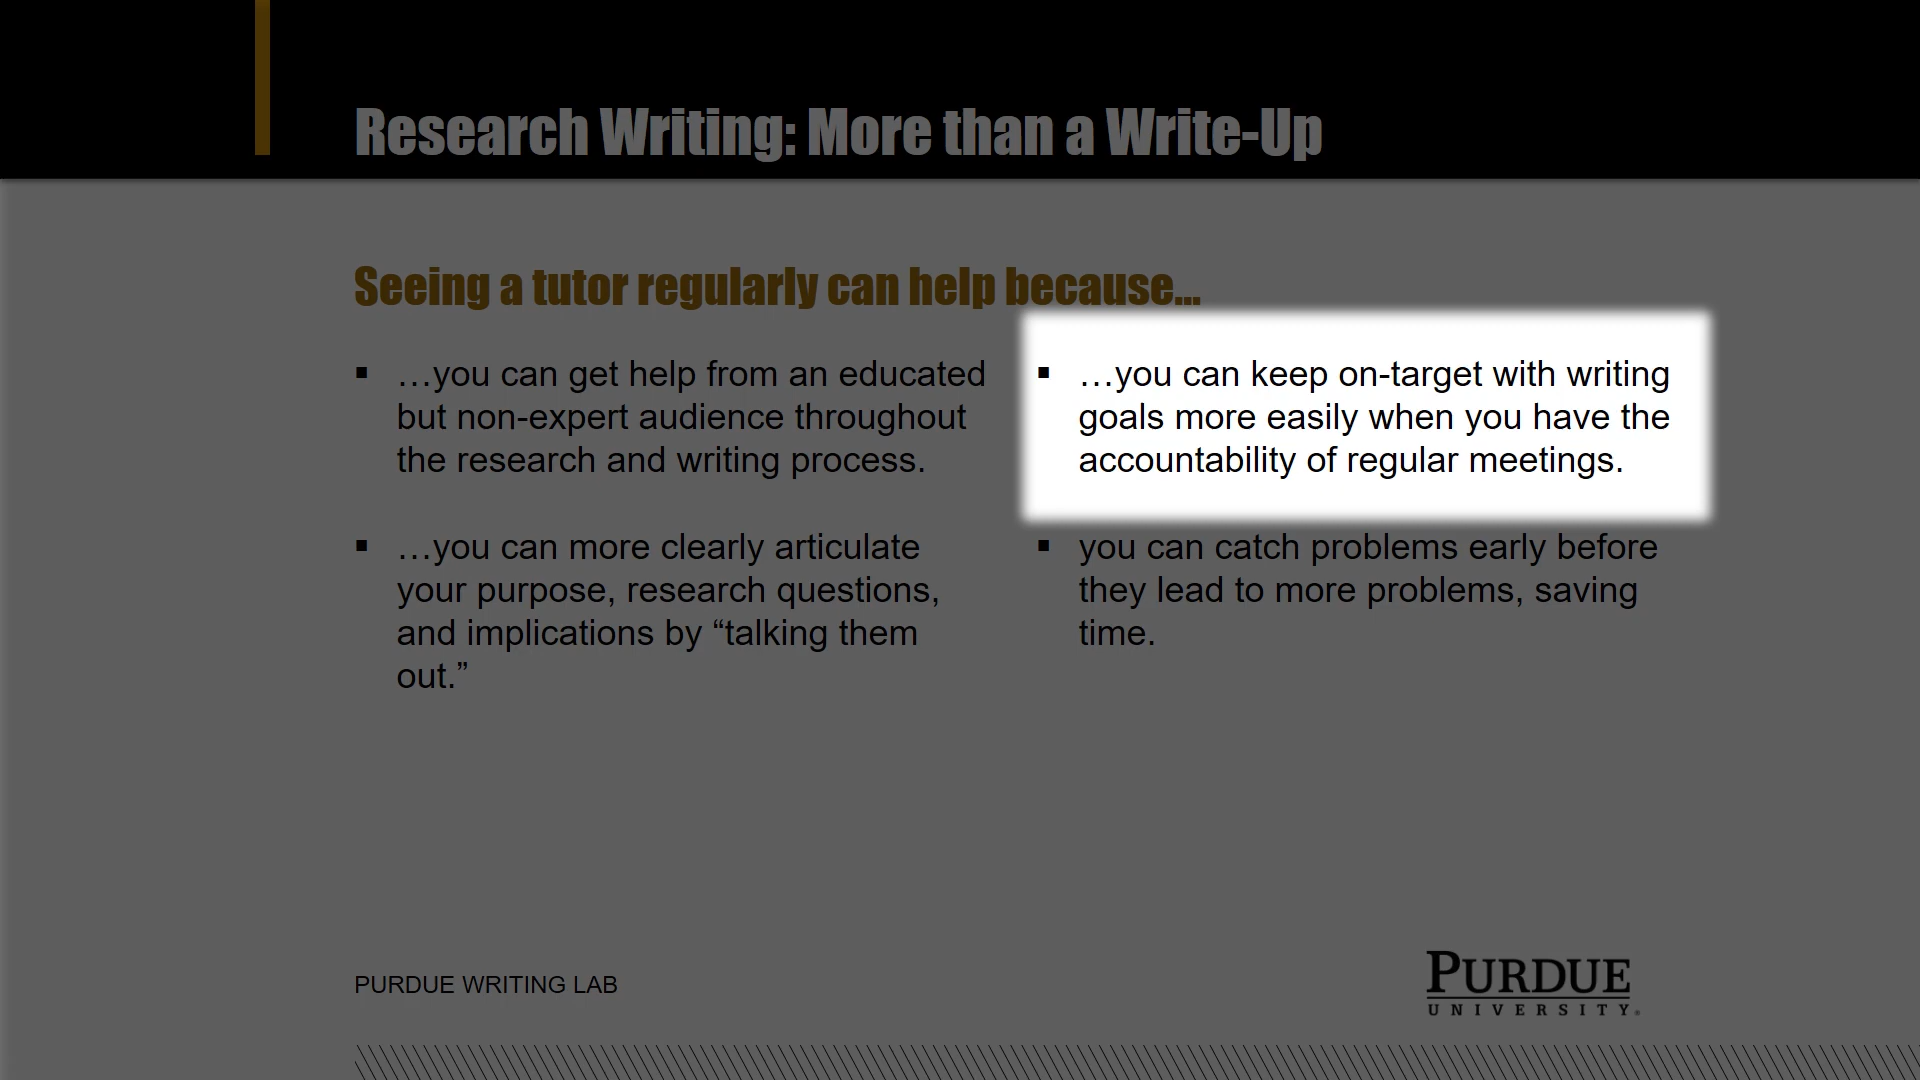 Research Writing: More than a Write-Up
Seeing a tutor regularly can help because...
▪ …you can get help from an educated
but non-expert audience throughout
the research and writing process.
▪ …you can more clearly articulate
your purpose, research questions,
and implications by “talking them
out.”
▪ …you can keep on-target with writing
goals more easily when you have the
accountability of regular meetings.
▪ you can catch problems early before
they lead to more problems, saving
time.
PURDUE WRITING LAB
PURDUE
UNIVERSITY®